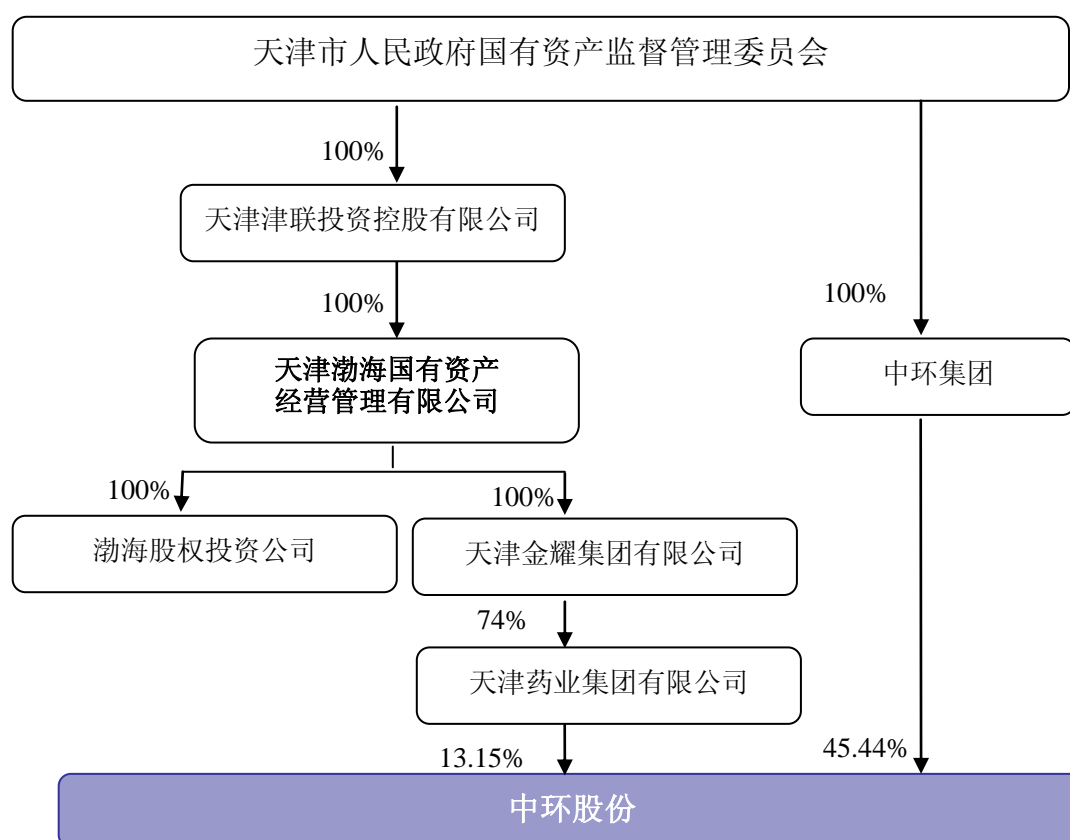 天津市人民政府国有资产监督管理委员会
100%
天津津联投资控股有限公司
100%
100%
天津渤海国有资产
经营管理有限公司
中环集团
100%
100%
渤海股权投资公司
天津金耀集团有限公司
74%
天津药业集团有限公司
13.15%
45.44%
中环股份